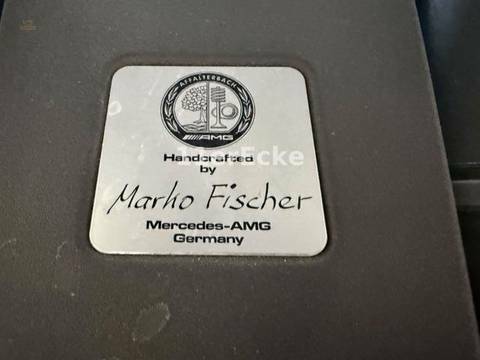 AFFALTERBACH
AMG
Handcrafted
by
Marko Fischer
Mercedes-AMG
Germany